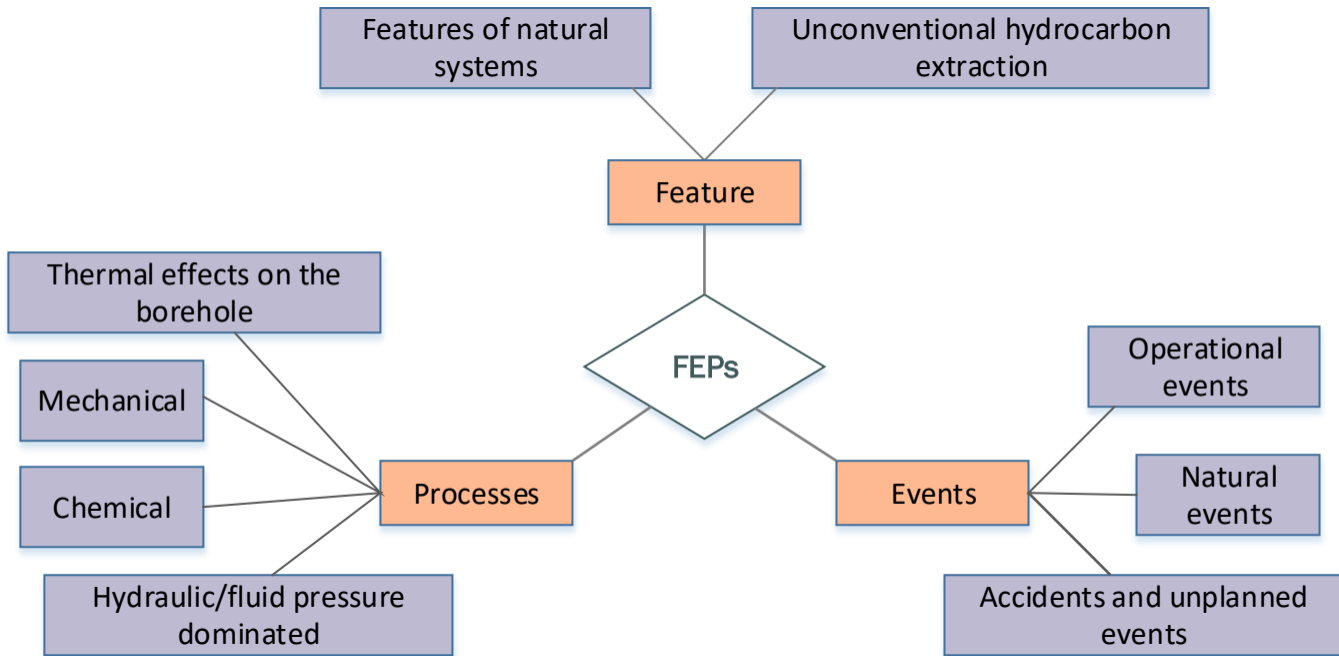 Features of natural
systems
Unconventional hydrocarbon
extraction
Feature
Thermal effects on the
borehole
Mechanical
Chemical
Hydraulic/fluid pressure
dominated
Processes
FEPs
Events
Operational
events
Natural
events
Accidents and unplanned
events